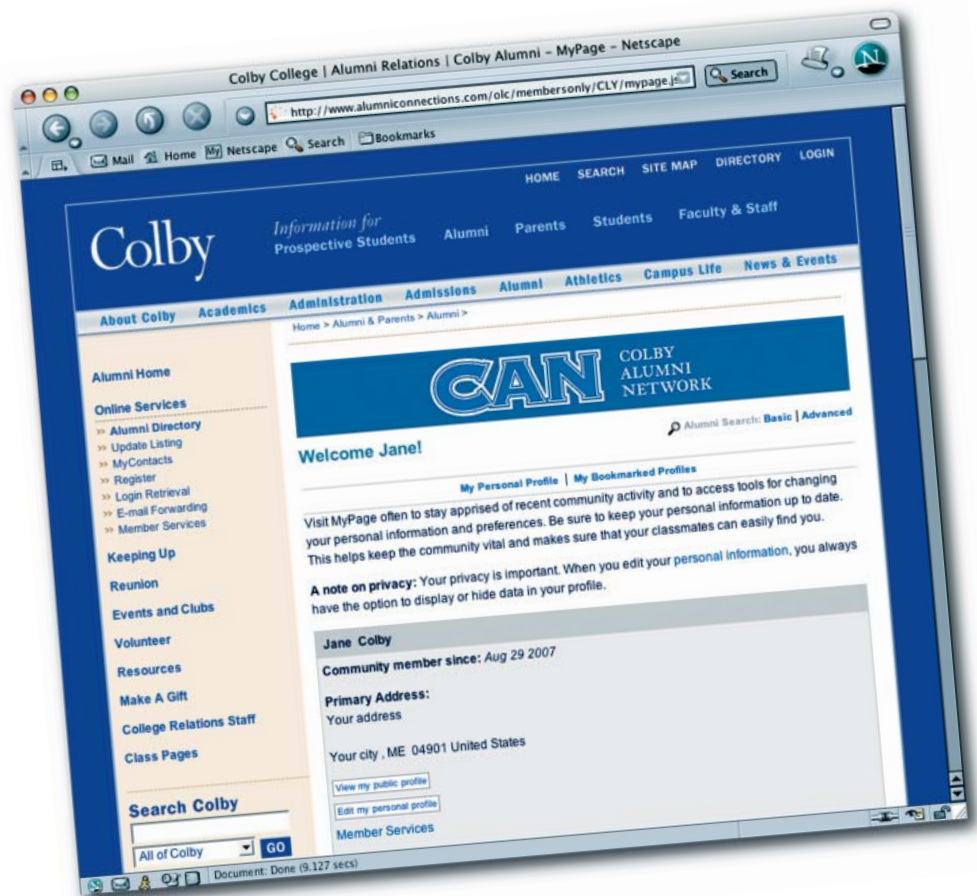 Colby College | Alumni Relations | Colby Alumni – MyPage – Netscape
http://www.alumniconnections.com/olc/membersonly/CLY/mypage.js
Search
N
Mail Home My Netscape Search Bookmarks
HOME SEARCH SITE MAP DIRECTORY LOGIN
Colby
Information for
Prospective Students Alumni Parents Students Faculty & Staff
About Colby Academics Administration Admissions Alumni Athletics Campus Life News & Events
Home > Alumni & Parents > Alumni >
Alumni Home
Online Services
>> Alumni Directory
>> Update Listing
>> MyContacts
>> Register
>> Login Retrieval
>> E-mail Forwarding
>> Member Services
Keeping Up
Reunion
Events and Clubs
Volunteer
Resources
Make A Gift
College Relations Staff
Class Pages
Search Colby
All of Colby GO
CAN
COLBY
ALUMNI
NETWORK
Alumni Search: Basic | Advanced
Welcome Jane!
My Personal Profile | My Bookmarked Profiles
Visit MyPage often to stay apprised of recent community activity and to access tools for changing
your personal information and preferences. Be sure to keep your personal information up to date.
This helps keep the community vital and makes sure that your classmates can easily find you.
A note on privacy: Your privacy is important. When you edit your personal information, you always
have the option to display or hide data in your profile.
Jane Colby
Community member since: Aug 29 2007
Primary Address:
Your address
Your city , ME 04901 United States
View my public profile
Edit my personal profile
Member Services
Document: Done (9.127 secs)